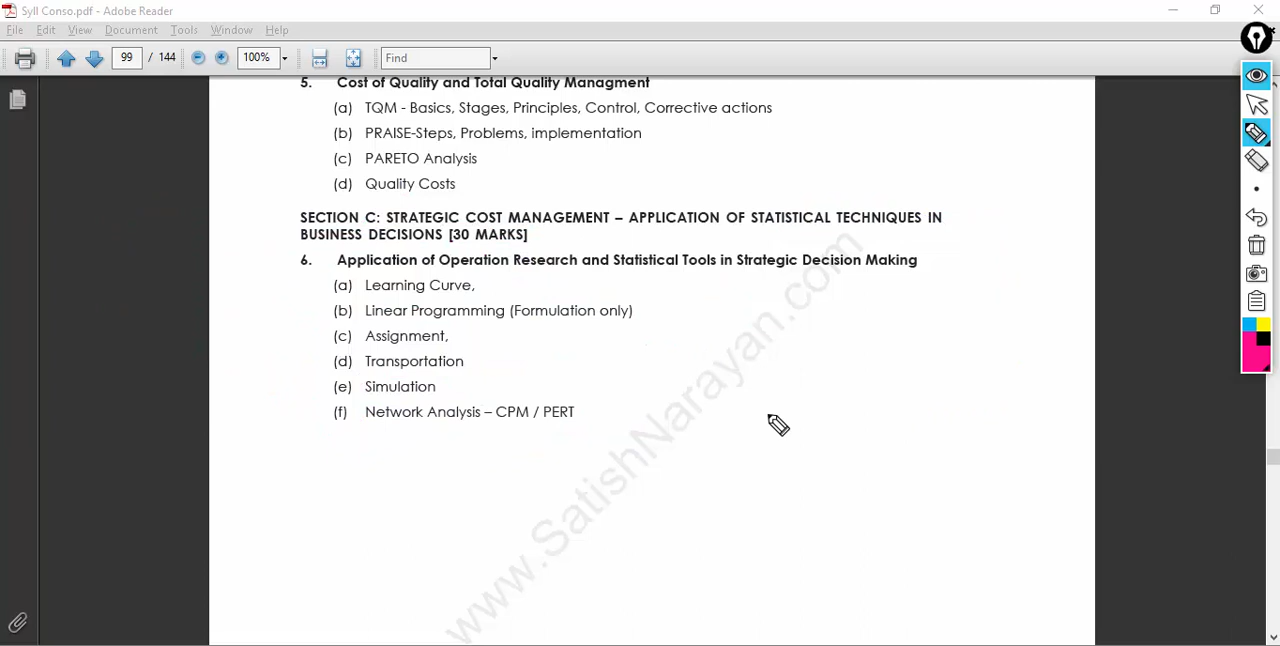 Syll Conso.pdf - Adobe Reader
File Edit View Document Tools Window Help
99 / 144 100% Find
5. Cost of Quality and Total Quality Managment
(a) TQM - Basics, Stages, Principles, Control, Corrective actions
(b) PRAISE-Steps, Problems, implementation
(c) PARETO Analysis
(d) Quality Costs
SECTION C: STRATEGIC COST MANAGEMENT – APPLICATION OF STATISTICAL TECHNIQUES IN
BUSINESS DECISIONS [30 MARKS]
6. Application of Operation Research and Statistical Tools in Strategic Decision Making
(a) Learning Curve,
(b) Linear Programming (Formulation only)
(c) Assignment,
(d) Transportation
(e) Simulation
(f) Network Analysis – CPM / PERT
www.SatishNarayan.com